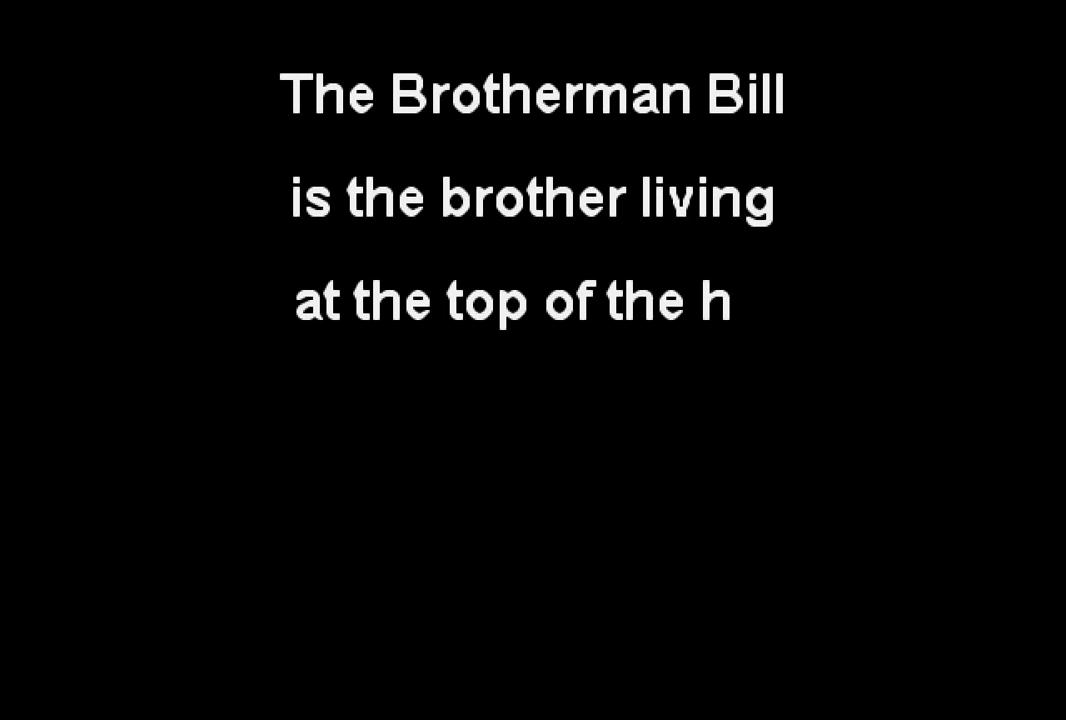 The Brotherman Bill
is the brother living
at the top of the h